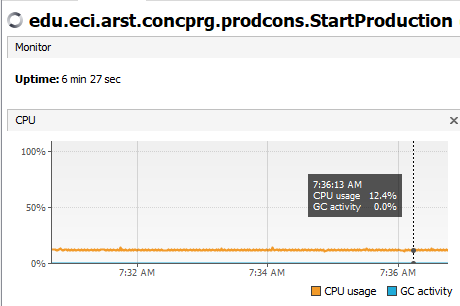 edu.eci.arst.concprg.prodcons.StartProduction
Monitor
Uptime: 6 min 27 sec
CPU
100%
7:36:13 AM
CPU usage 12.4%
GC activity 0.0%
50%
0%
7:32 AM 7:34 AM 7:36 AM
CPU usage GC activity